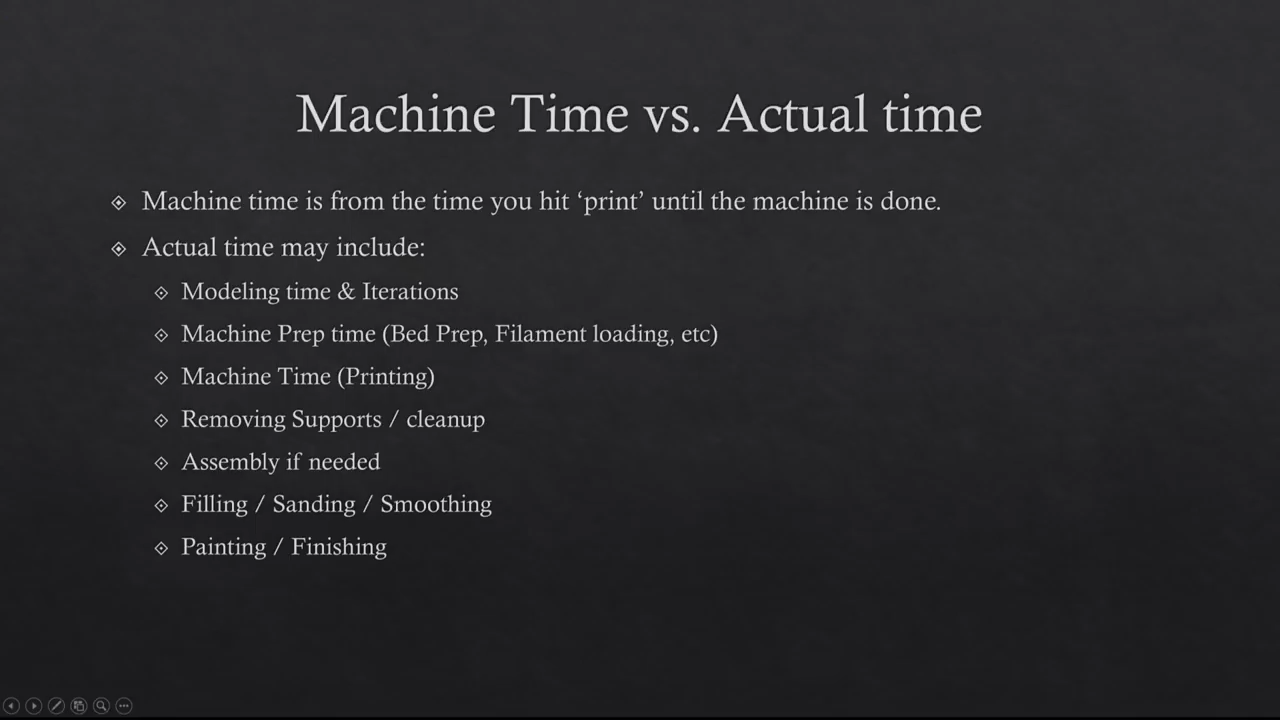 Machine Time vs. Actual time
Machine time is from the time you hit ‘print’ until the machine is done.
Actual time may include:
Modeling time & Iterations
Machine Prep time (Bed Prep, Filament loading, etc)
Machine Time (Printing)
Removing Supports / cleanup
Assembly if needed
Filling / Sanding / Smoothing
Painting / Finishing